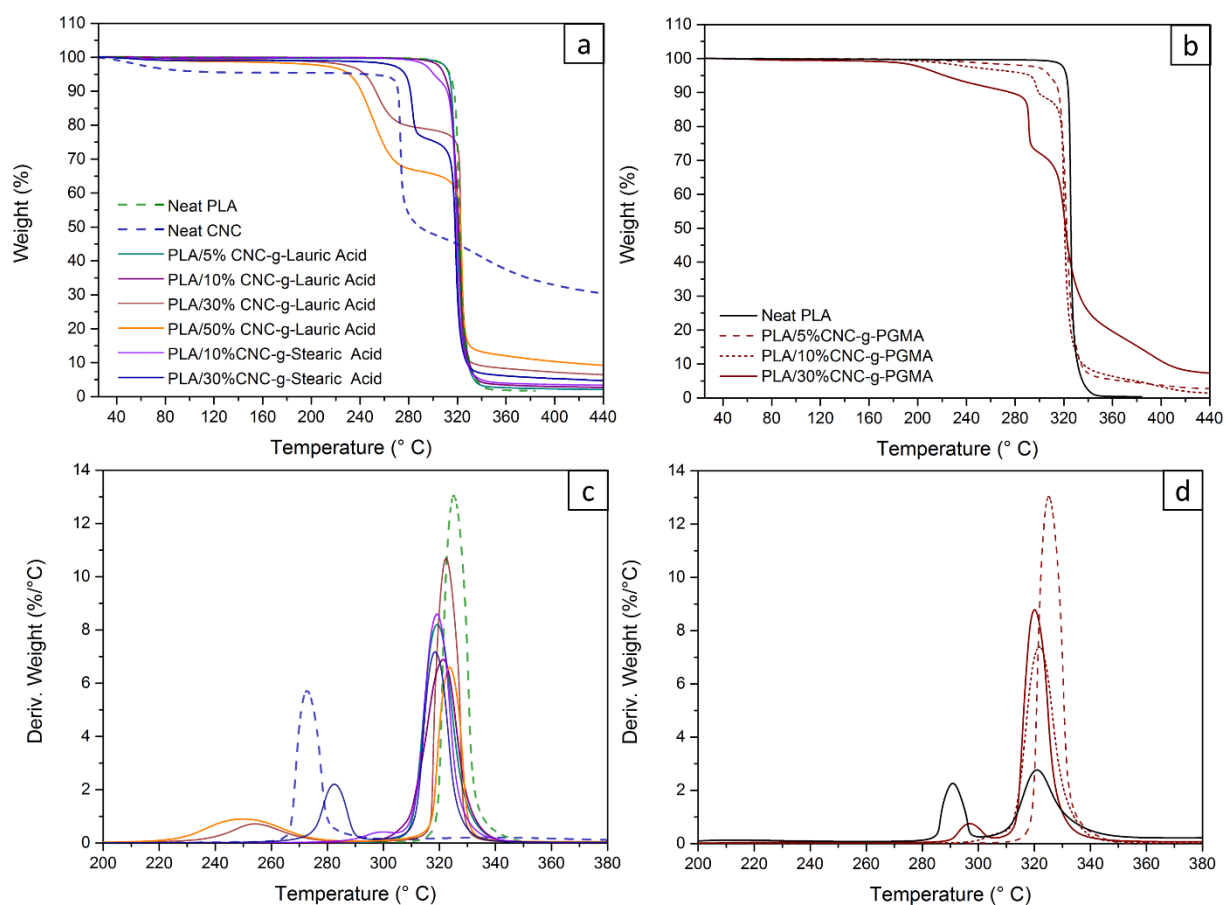 a
110
100
90
80
70
60
50
40
30
20
10
0
Weight (%)
Neat PLA
Neat CNC
PLA/5% CNC-g-Lauric Acid
PLA/10% CNC-g-Lauric Acid
PLA/30% CNC-g-Lauric Acid
PLA/50% CNC-g-Lauric Acid
PLA/10%CNC-g-Stearic Acid
PLA/30%CNC-g-Stearic Acid
40 80 120 160 200 240 280 320 360 400 440
Temperature (° C)
b
110
100
90
80
70
60
50
40
30
20
10
0
Weight (%)
Neat PLA
PLA/5%CNC-g-PGMA
PLA/10%CNC-g-PGMA
PLA/30%CNC-g-PGMA
40 80 120 160 200 240 280 320 360 400 440
Temperature (° C)
c
14
12
10
8
6
4
2
0
Deriv. Weight (%/°C)
200 220 240 260 280 300 320 340 360 380
Temperature (° C)
d
14
12
10
8
6
4
2
0
Deriv. Weight (%/°C)
200 220 240 260 280 300 320 340 360 380
Temperature (° C)